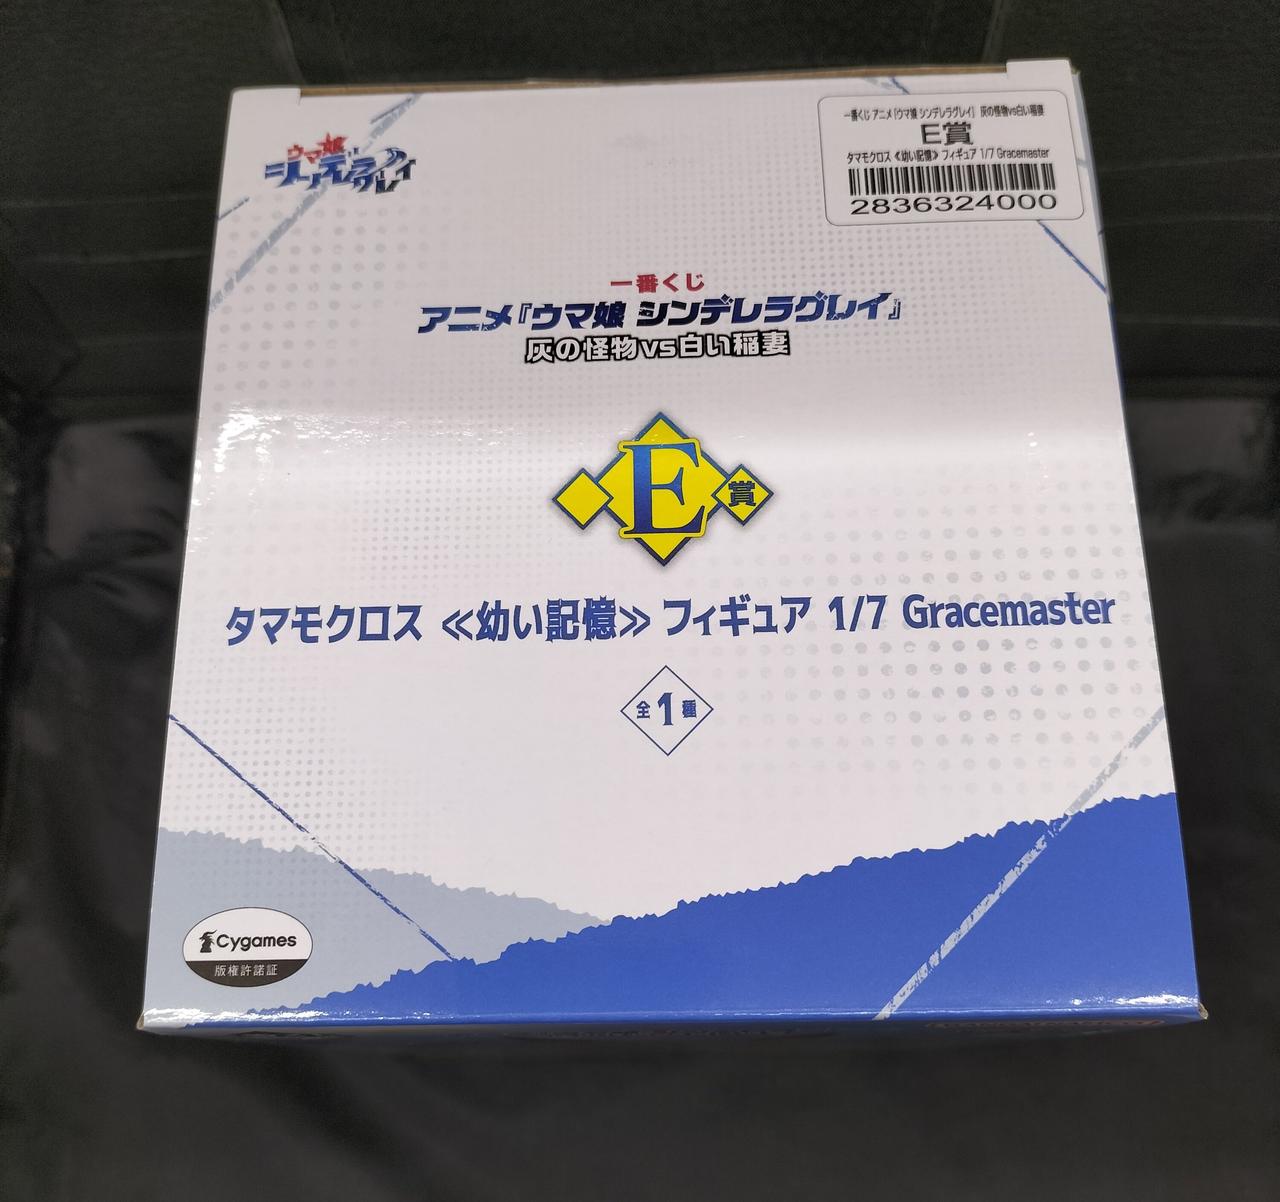 ウマ娘
シンデレラグレイ
一番くじ アニメ『ウマ娘 シンデレラグレイ』 灰の怪物vs白い稲妻
E賞
タマモクロス ≪幼い記憶≫ フィギュア 1/7 Gracemaster
2836324000
一番くじ
アニメ『ウマ娘 シンデレラグレイ』
灰の怪物vs白い稲妻
E賞
タマモクロス ≪幼い記憶≫ フィギュア 1/7 Gracemaster
全1種
Cygames
版権許諾証